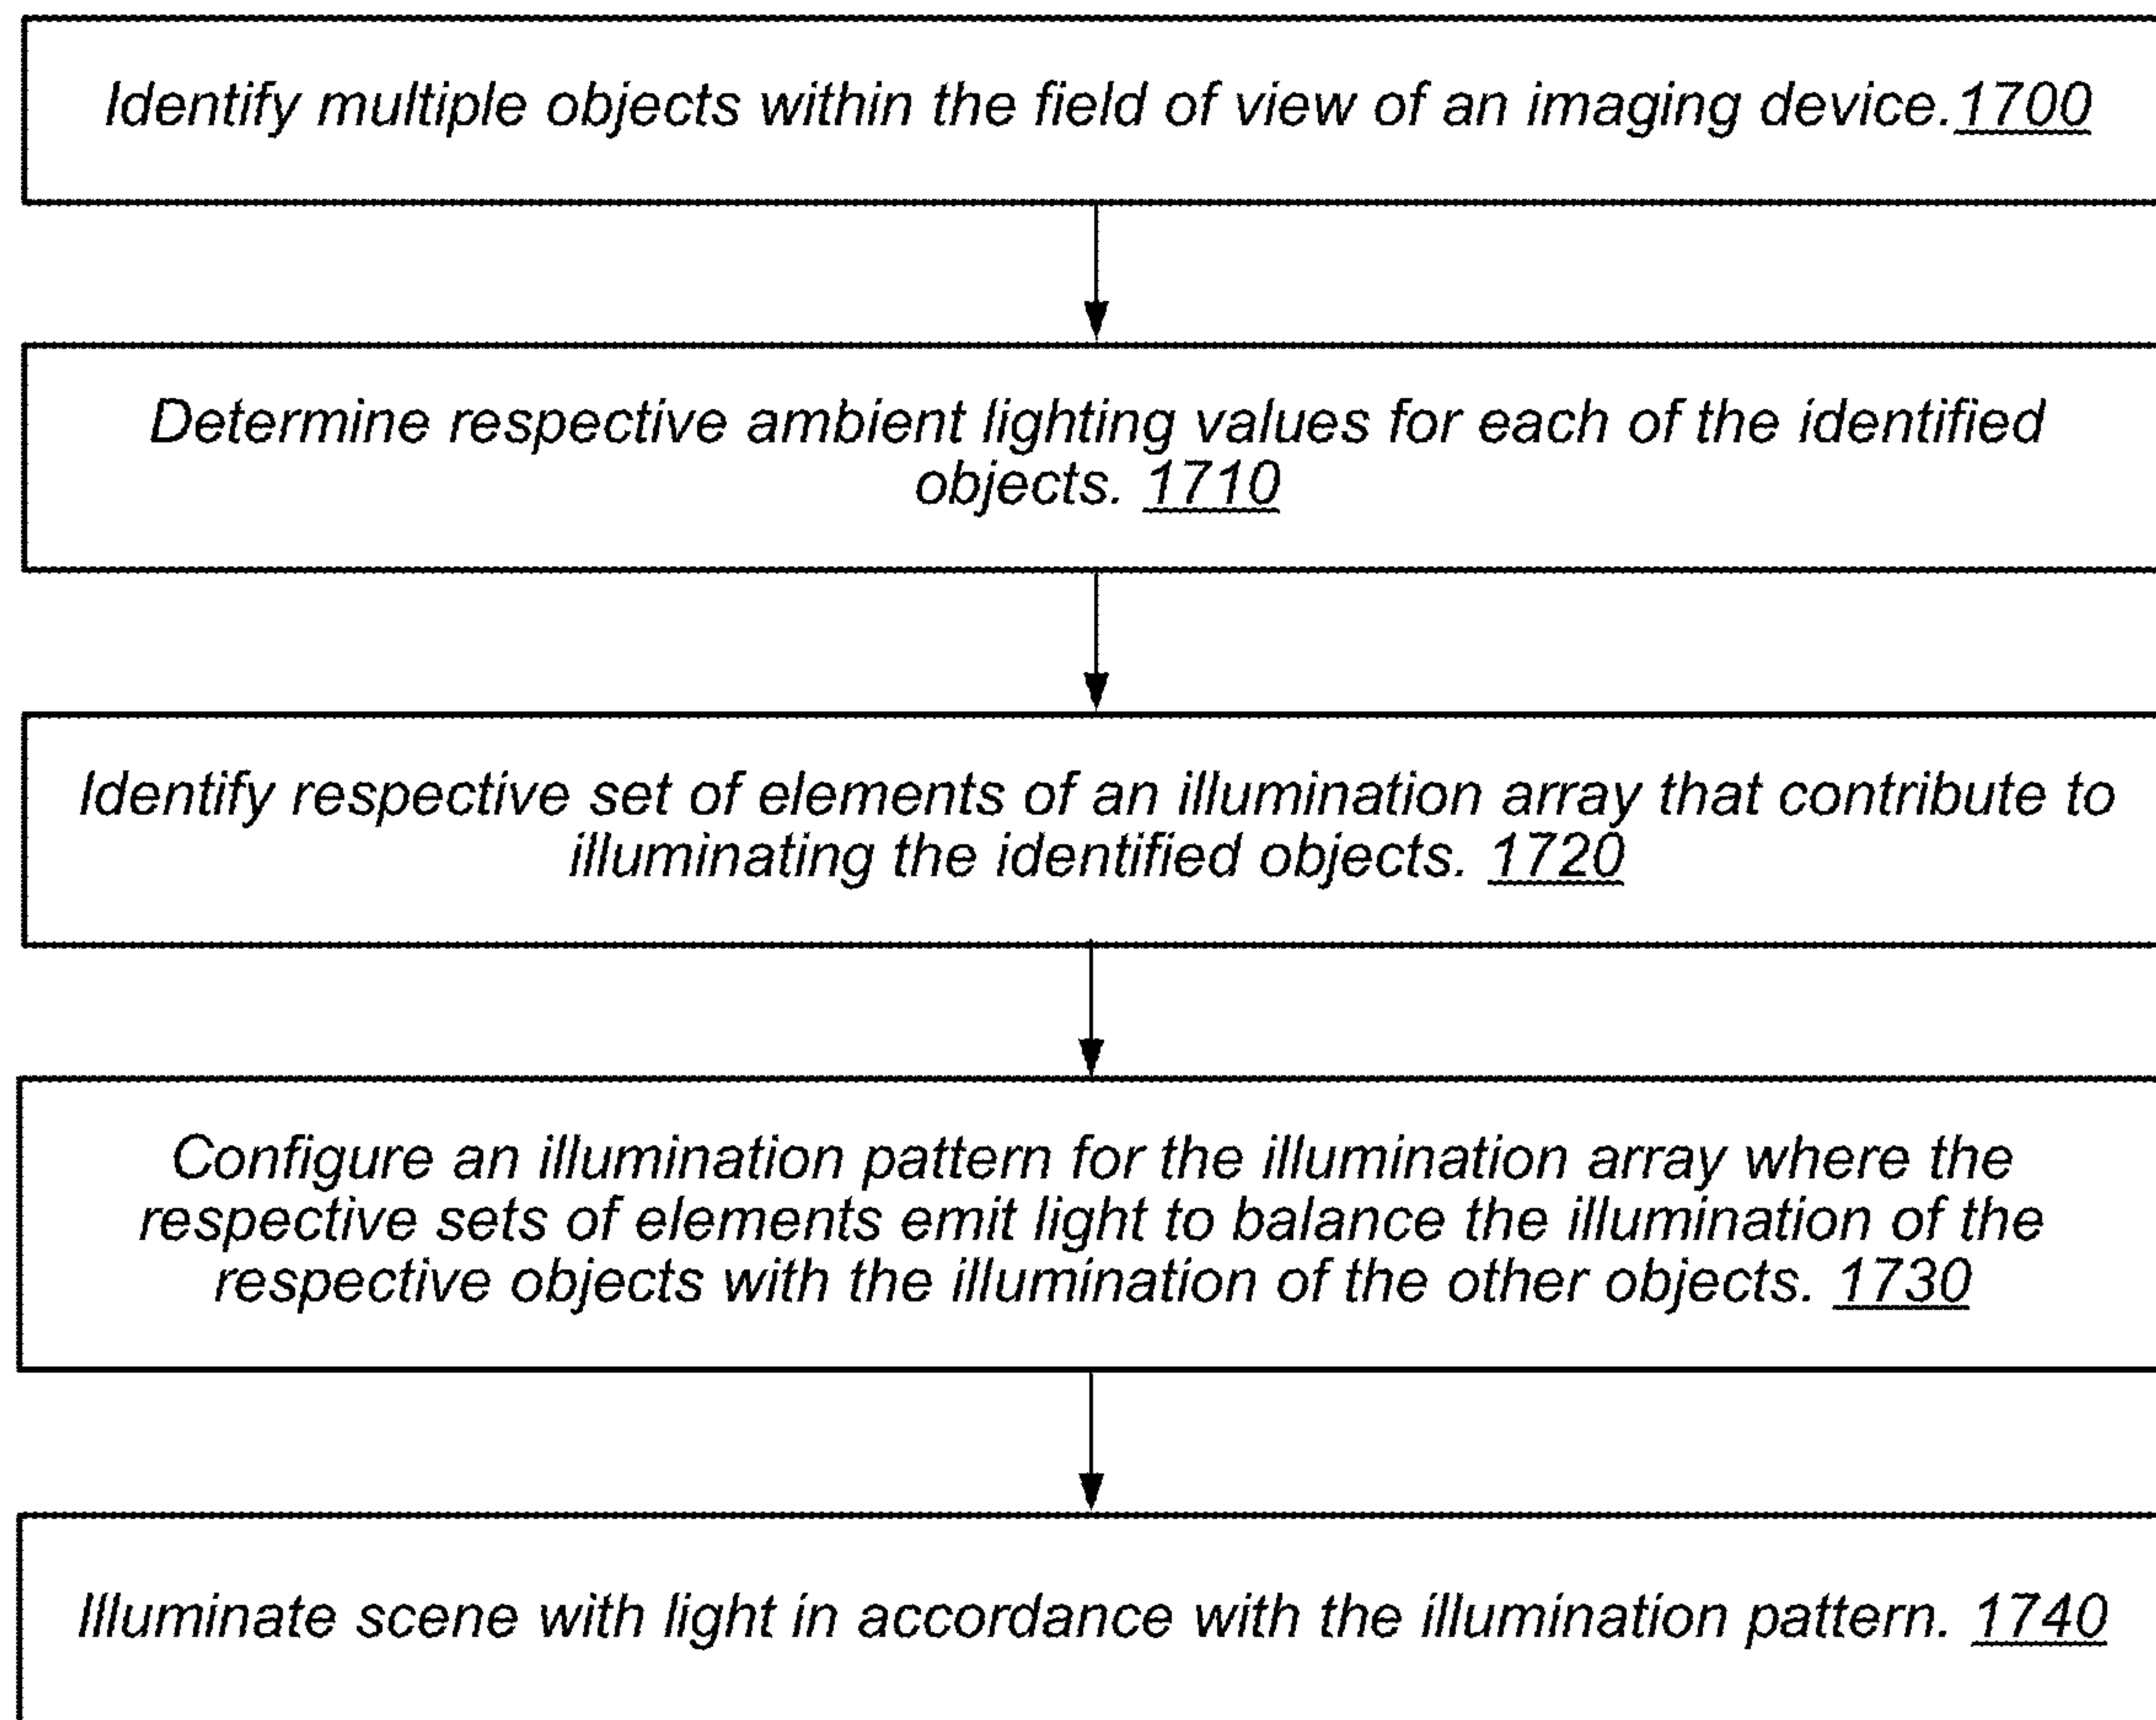 Identify multiple objects within the field of view of an imaging device.1700
Determine respective ambient lighting values for each of the identified
objects. 1710
Identify respective set of elements of an illumination array that contribute to
illuminating the identified objects. 1720
Configure an illumination pattern for the illumination array where the
respective sets of elements emit light to balance the illumination of the
respective objects with the illumination of the other objects. 1730
Illuminate scene with light in accordance with the illumination pattern. 1740